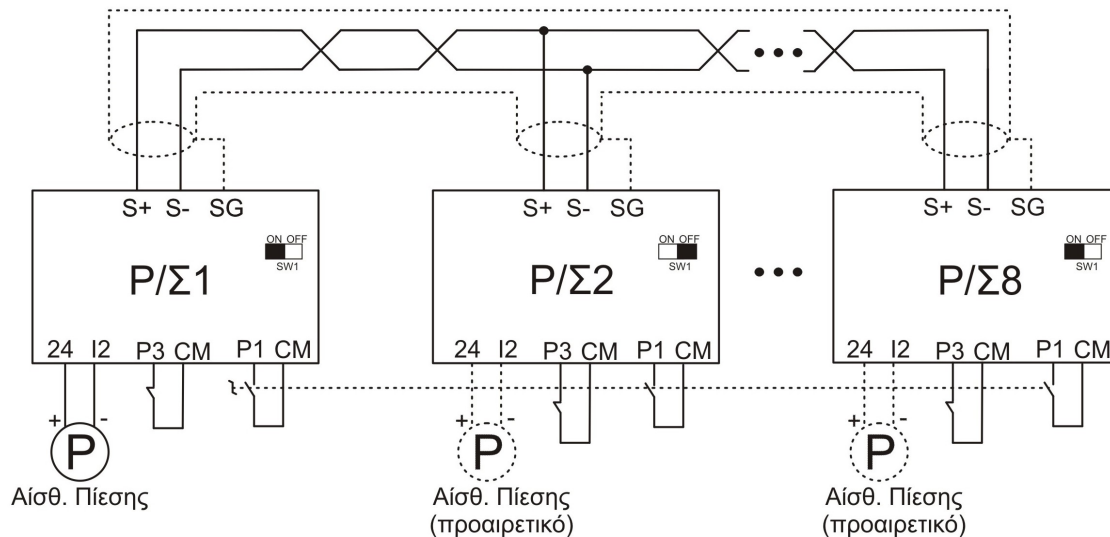 S+ S- SG
S+ S- SG
S+ S- SG
ON OFF
SW1
ON OFF
SW1
ON OFF
SW1
Ρ/Σ1
Ρ/Σ2
Ρ/Σ8
24 I2 P3 CM P1 CM
24 I2 P3 CM P1 CM
24 I2 P3 CM P1 CM
+ -
+ -
+ -
P
P
P
Αίσθ. Πίεσης
Αίσθ. Πίεσης
(προαιρετικό)
Αίσθ. Πίεσης
(προαιρετικό)